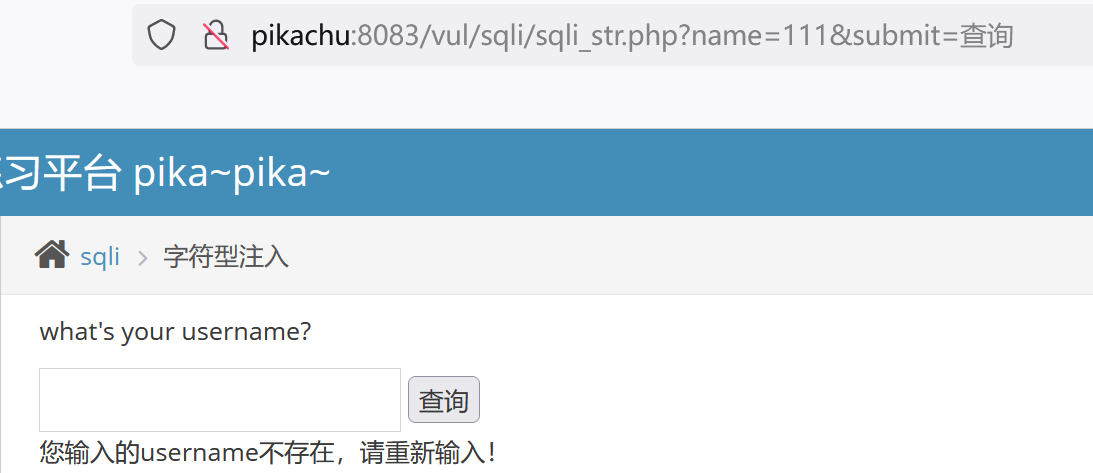 pikachu:8083/vul/sqli/sqli_str.php?name=111&submit=查询
习平台 pika~pika~
sqli > 字符型注入
what's your username?
查询
您输入的username不存在，请重新输入！